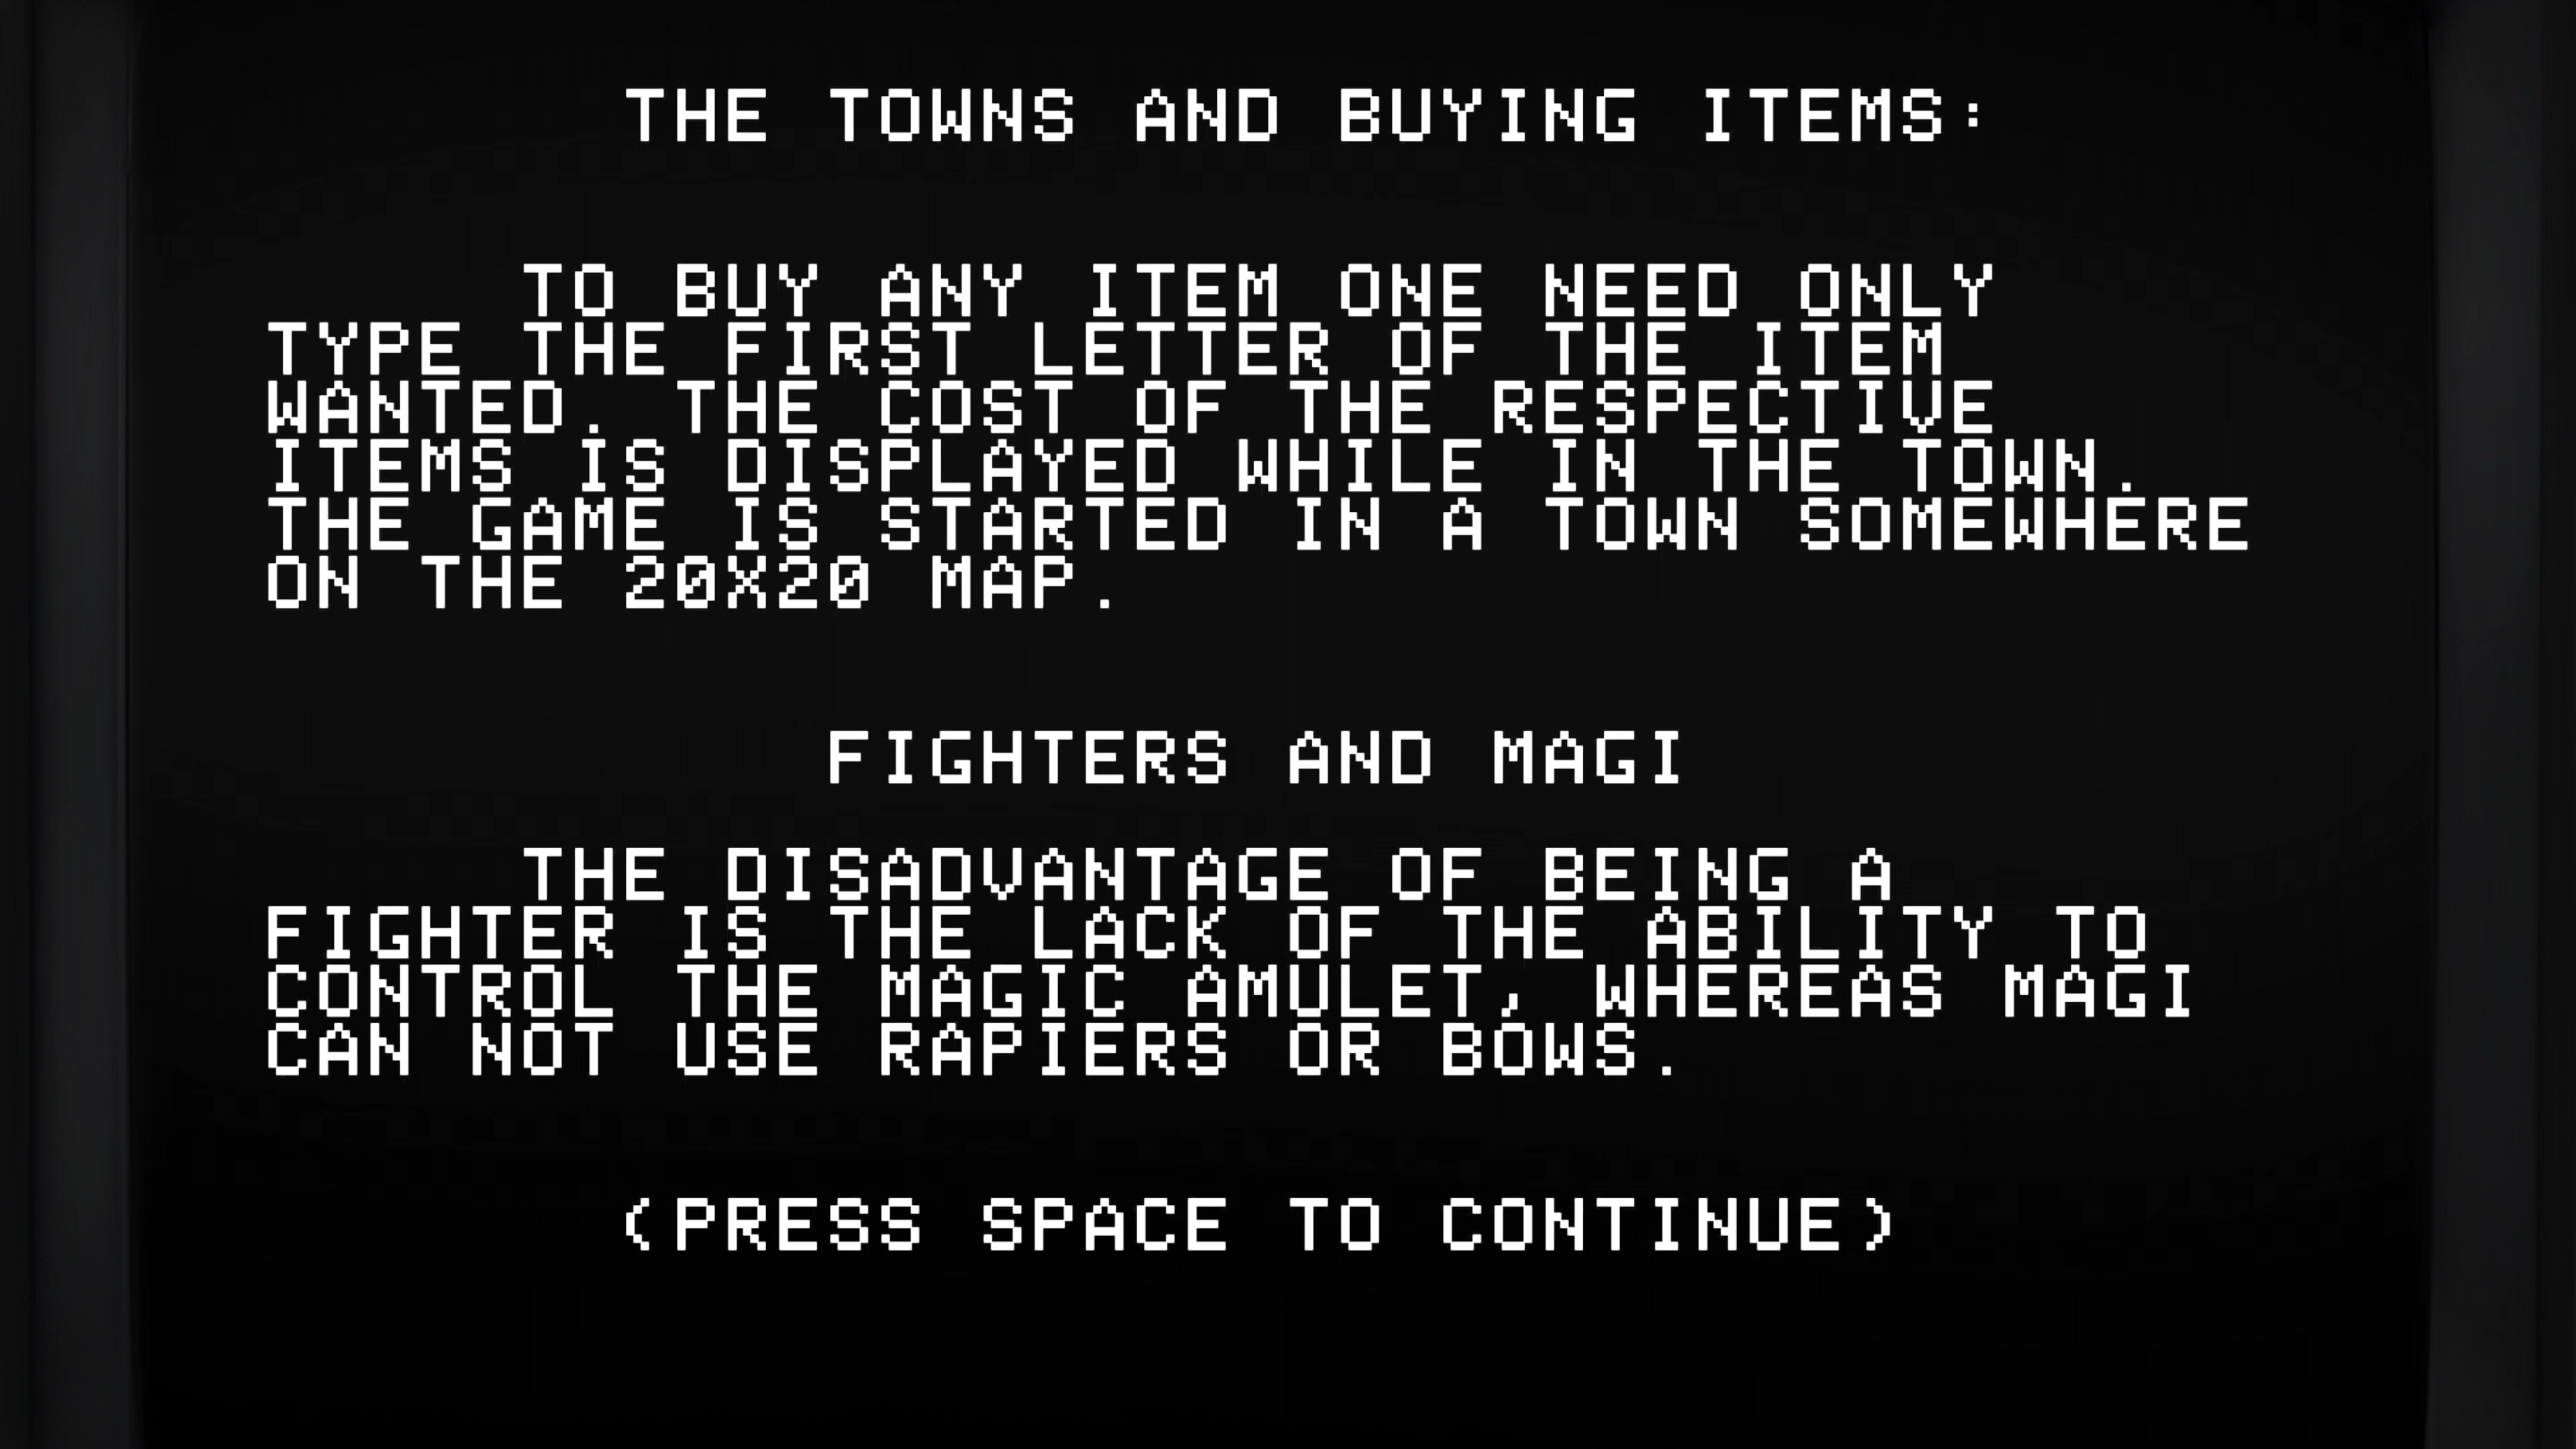 THE TOWNS AND BUYING ITEMS:
TO BUY ANY ITEM ONE NEED ONLY
TYPE THE FIRST LETTER OF THE ITEM
WANTED. THE COST OF THE RESPECTIVE
ITEMS IS DISPLAYED WHILE IN THE TOWN.
THE GAME IS STARTED IN A TOWN SOMEWHERE
ON THE 20X20 MAP.
FIGHTERS AND MAGI
THE DISADVANTAGE OF BEING A
FIGHTER IS THE LACK OF THE ABILITY TO
CONTROL THE MAGIC AMULET, WHEREAS MAGI
CAN NOT USE RAPIERS OR BOWS.
(PRESS SPACE TO CONTINUE)